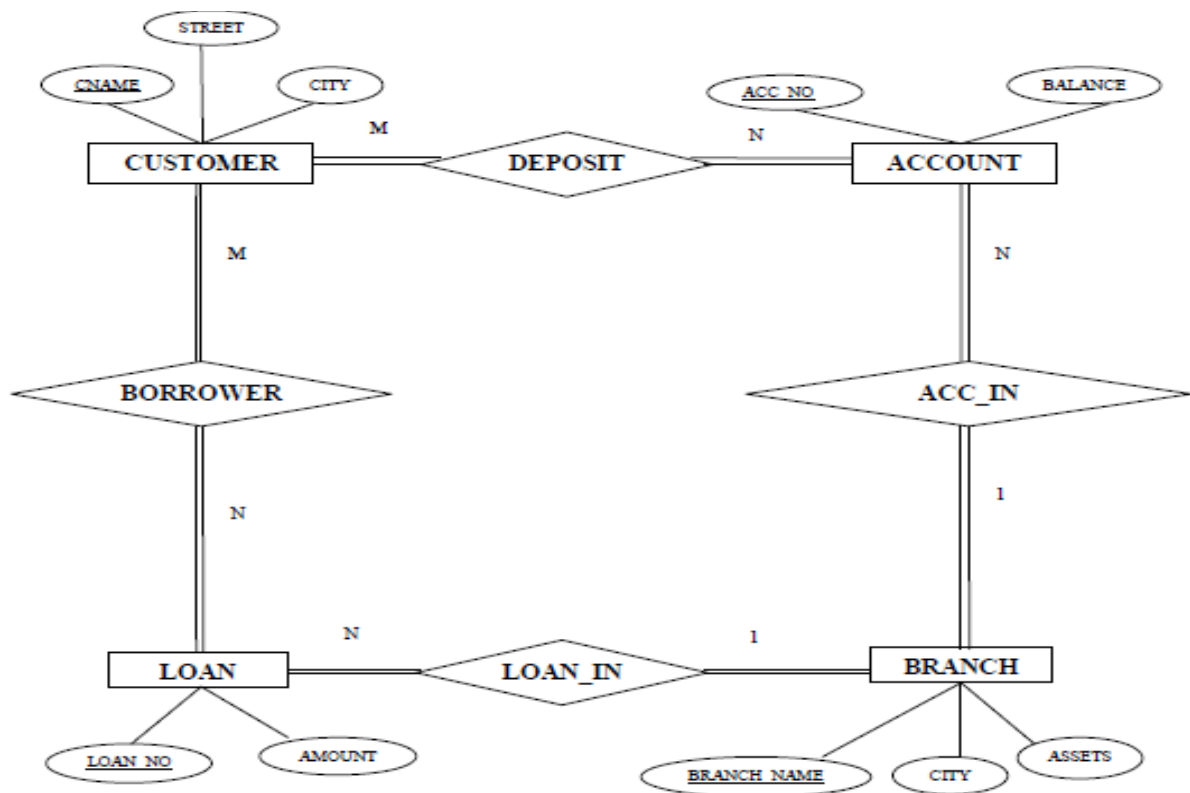 STREET
CNAME
CITY
ACC_NO
BALANCE
M
N
CUSTOMER
DEPOSIT
ACCOUNT
M
N
BORROWER
ACC_IN
N
1
N
1
LOAN
LOAN_IN
BRANCH
LOAN_NO
AMOUNT
BRANCH_NAME
CITY
ASSETS